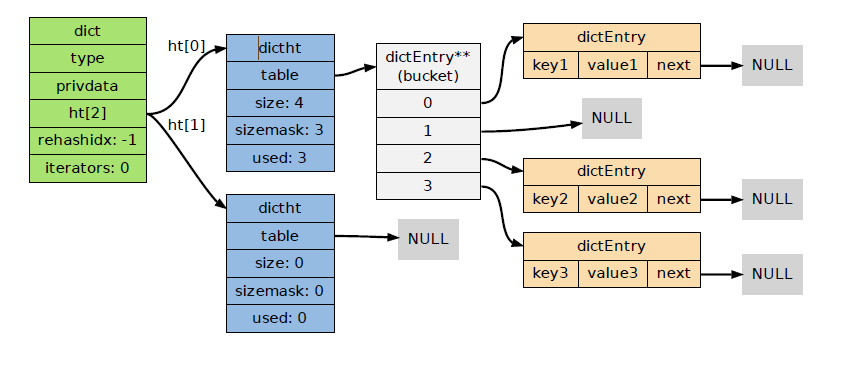 dict
type
privdata
ht[2]
rehashidx: -1
iterators: 0
ht[0]
ht[1]
dictht
table
size: 4
sizemask: 3
used: 3
dictht
table
size: 0
sizemask: 0
used: 0
dictEntry**
(bucket)
0
1
2
3
NULL
dictEntry
key1 value1 next
NULL
NULL
dictEntry
key2 value2 next
NULL
dictEntry
key3 value3 next
NULL